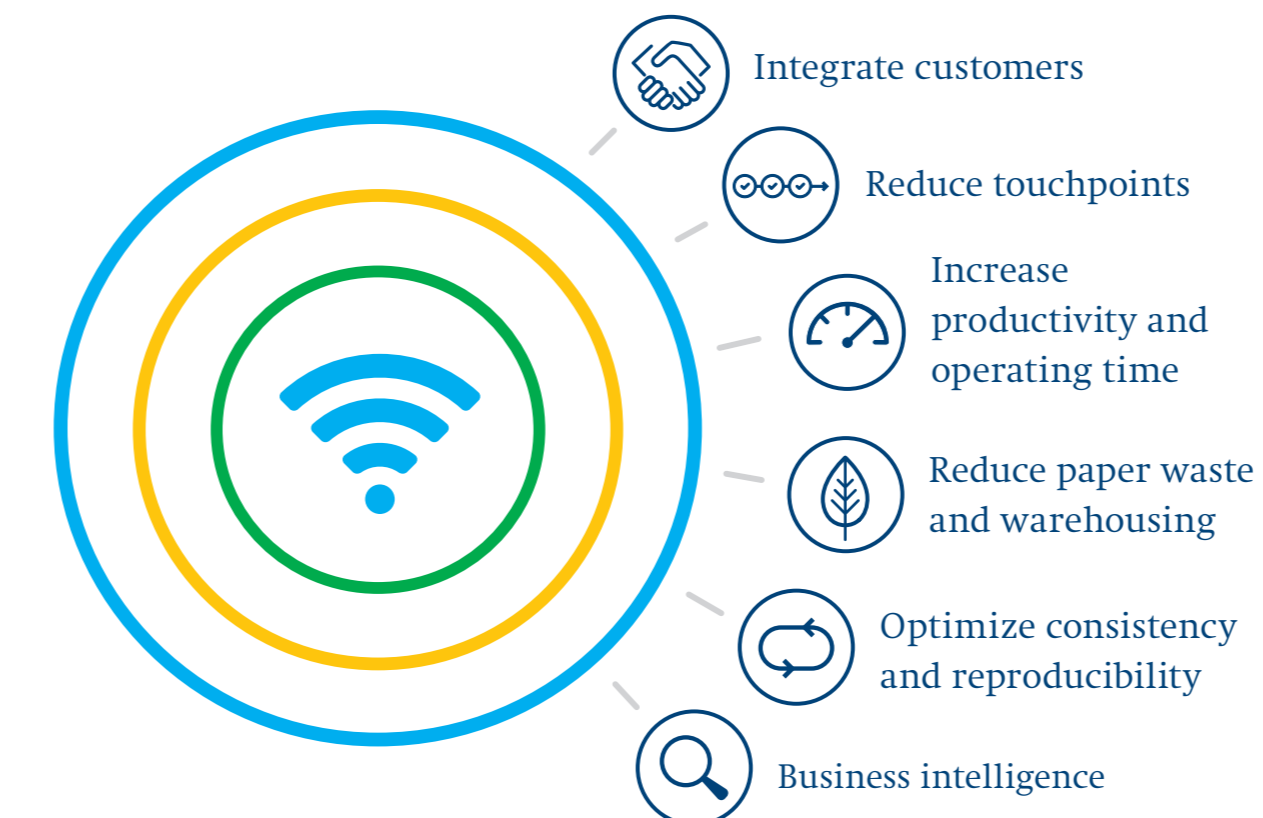 Integrate customers
Reduce touchpoints
Increase
productivity and
operating time
Reduce paper waste
and warehousing
Optimize consistency
and reproducibility
Business intelligence